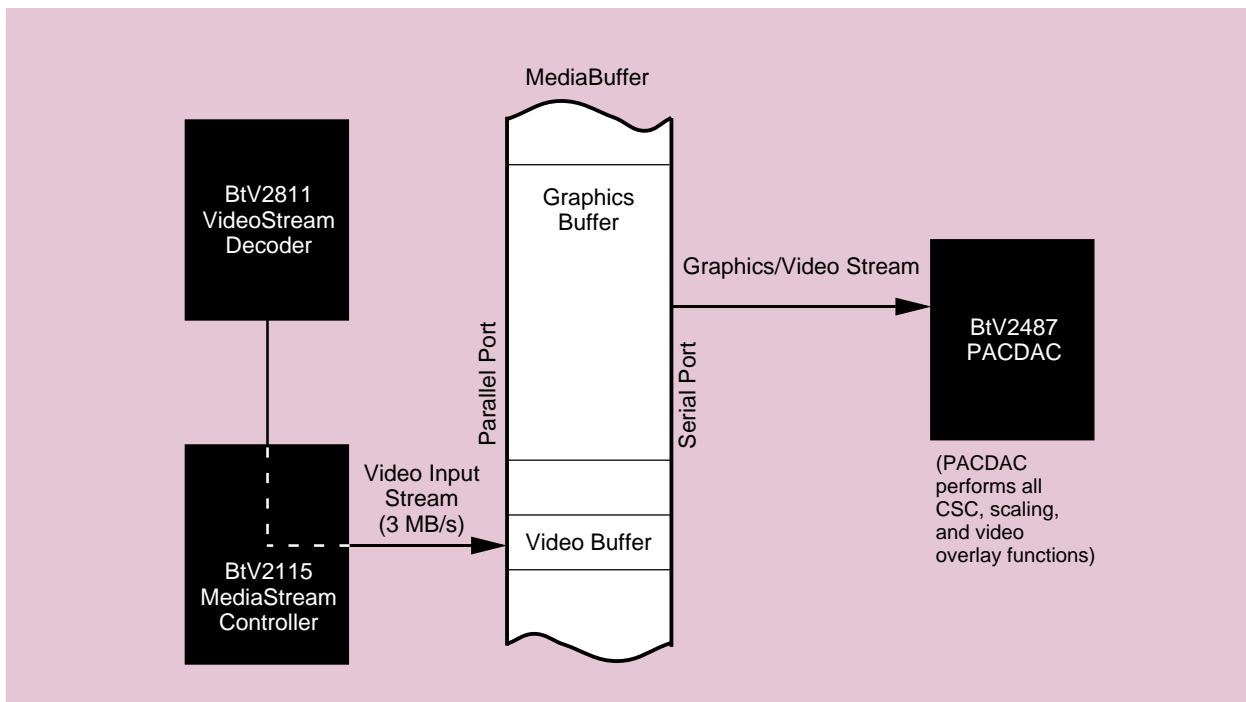 MediaBuffer
BtV2811
VideoStream
Decoder
Graphics
Buffer
Graphics/Video Stream
BtV2487
PACDAC
Parallel Port
Serial Port
(PACDAC
performs all
CSC, scaling,
and video
overlay functions)
Video Input
Stream
(3 MB/s)
Video Buffer
BtV2115
MediaStream
Controller